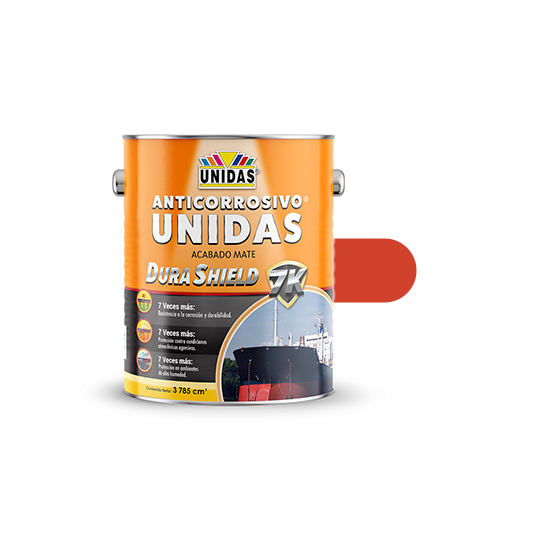 UNIDAS®
ANTICORROSIVO®
UNIDAS
ACABADO MATE
DURA SHIELD 7K
7 Veces más:
Resistencia a la corrosión y durabilidad.
7 Veces más:
Protección contra condiciones
atmosféricas agresivas.
7 Veces más:
Protección en ambientes
de alta humedad.
Contenido Neto: 3 785 cm³